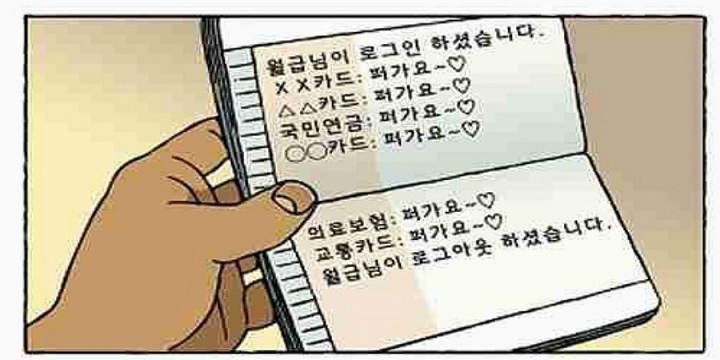 월급님이 로그인 하셨습니다.
××카드: 퍼가요~♡
△△카드: 퍼가요~♡
국민연금: 퍼가요~♡
○○카드: 퍼가요~♡
의료보험: 퍼가요~♡
교통카드: 퍼가요~♡
월급님이 로그아웃 하셨습니다.